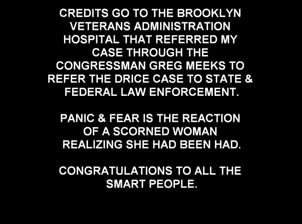 CREDITS GO TO THE BROOKLYN
VETERANS ADMINISTRATION
HOSPITAL THAT REFERRED MY
CASE THROUGH THE
CONGRESSMAN GREG MEEKS TO
REFER THE DRICE CASE TO STATE &
FEDERAL LAW ENFORCEMENT.
PANIC & FEAR IS THE REACTION
OF A SCORNED WOMAN
REALIZING SHE HAD BEEN HAD.
CONGRATULATIONS TO ALL THE
SMART PEOPLE.